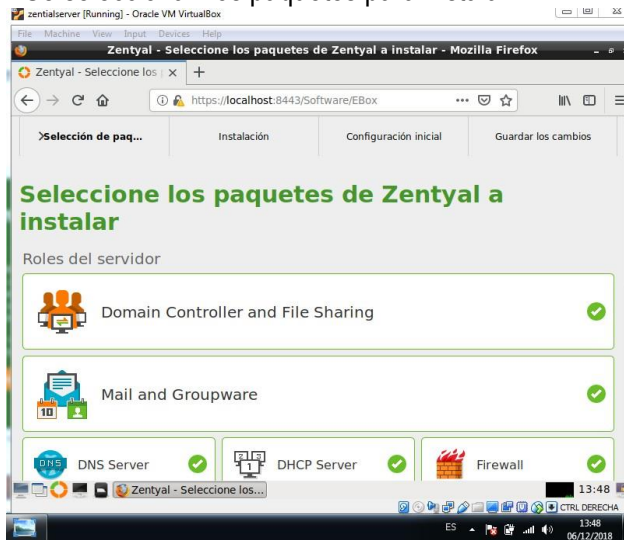 zentialserver [Running] - Oracle VM VirtualBox
File Machine View Input Devices Help
Zentyal - Seleccione los paquetes de Zentyal a instalar - Mozilla Firefox
Zentyal - Seleccione los
https://localhost:8443/Software/EBox
Selección de paq...
Instalación
Configuración inicial
Guardar los cambios
Seleccione los paquetes de Zentyal a
instalar
Roles del servidor
Domain Controller and File Sharing
10
Mail and Groupware
DNS
DNS Server
1
DHCP Server
Firewall
Zentyal - Seleccione los...
13:48
CTRL DERECHA
ES
13:48
06/12/2018